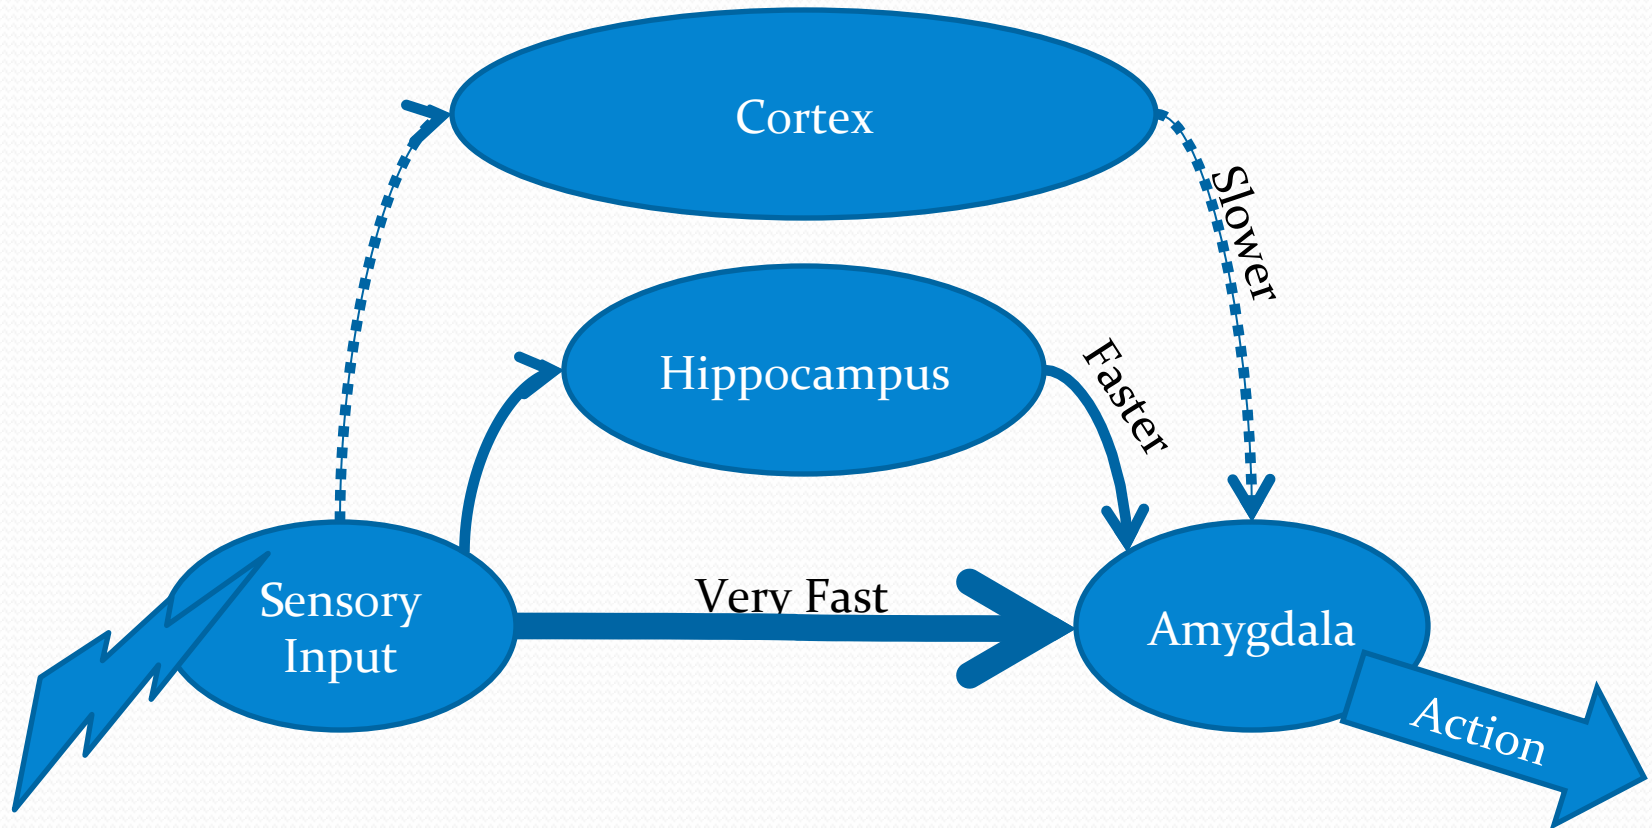 Cortex
Slower
Hippocampus
Faster
Sensory
Input
Very Fast
Amygdala
Action